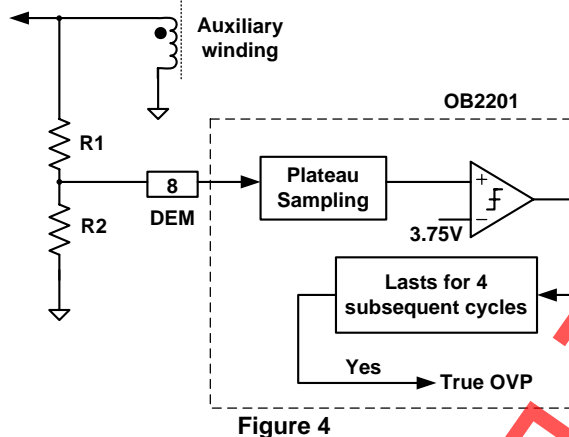 Auxiliary
winding
OB2201
R1
8
DEM
R2
Plateau
Sampling
+
−
3.75V
Lasts for 4
subsequent cycles
Yes
True OVP
Figure 4